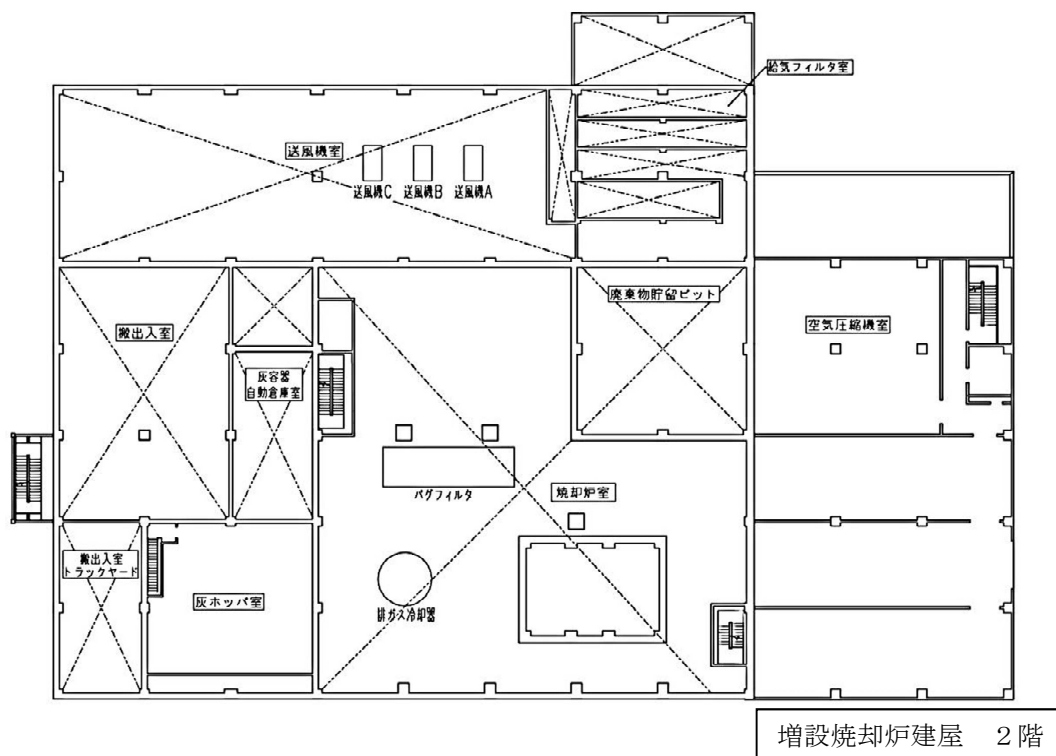 給気フィルタ室
送風機室
送風機C
送風機B
送風機A
廃棄物貯留ピット
搬出入室
空気圧縮機室
灰容器
自動倉庫室
バグフィルタ
焼却炉室
搬出入室
トラックヤード
灰ホッパ室
排ガス冷却器
増設焼却炉建屋　２階